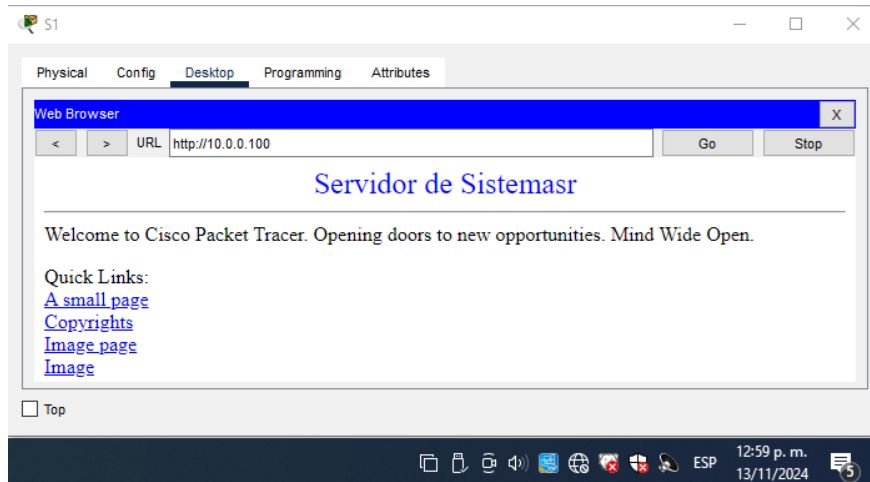 S1
Physical Config Desktop Programming Attributes
Web Browser
X
< > URL http://10.0.0.100 Go Stop
Servidor de Sistemasr
Welcome to Cisco Packet Tracer. Opening doors to new opportunities. Mind Wide Open.
Quick Links:
A small page
Copyrights
Image page
Image
Top
ESP
12:59 p. m.
13/11/2024
5